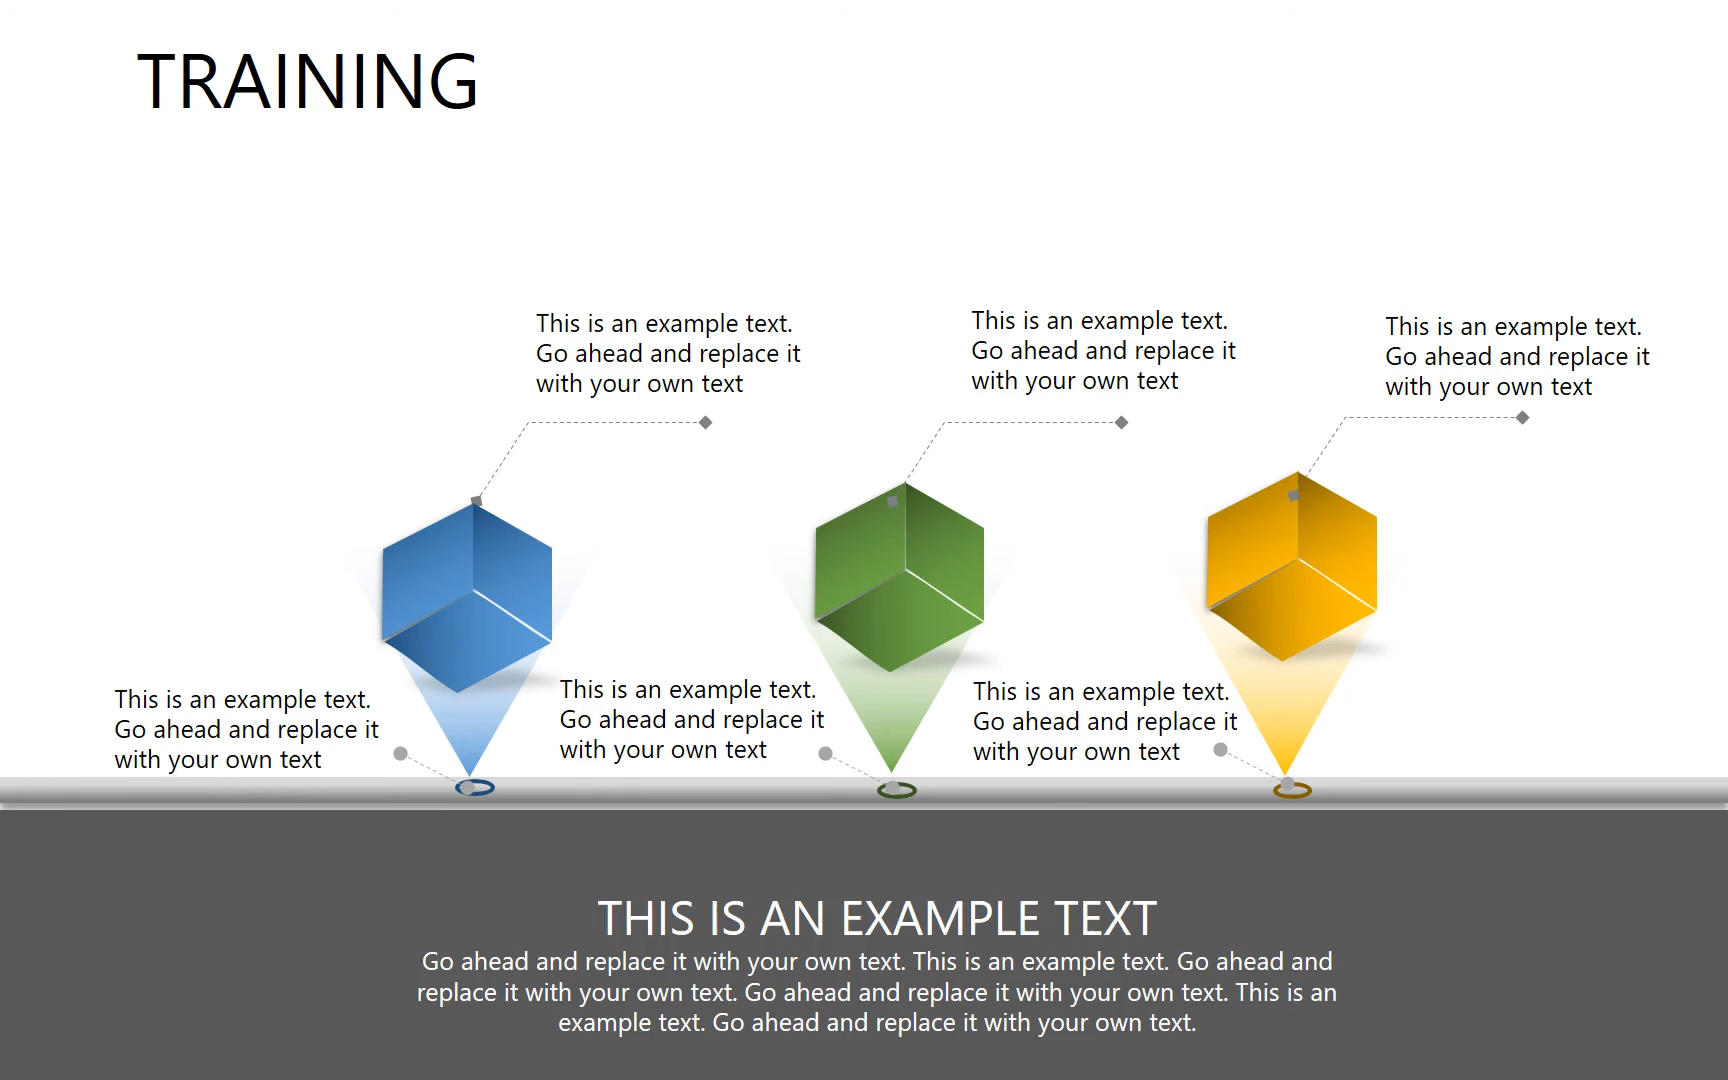 TRAINING
This is an example text.
Go ahead and replace it
with your own text
This is an example text.
Go ahead and replace it
with your own text
This is an example text.
Go ahead and replace it
with your own text
This is an example text.
Go ahead and replace it
with your own text
This is an example text.
Go ahead and replace it
with your own text
This is an example text.
Go ahead and replace it
with your own text
THIS IS AN EXAMPLE TEXT
Go ahead and replace it with your own text. This is an example text. Go ahead and
replace it with your own text. Go ahead and replace it with your own text. This is an
example text. Go ahead and replace it with your own text.